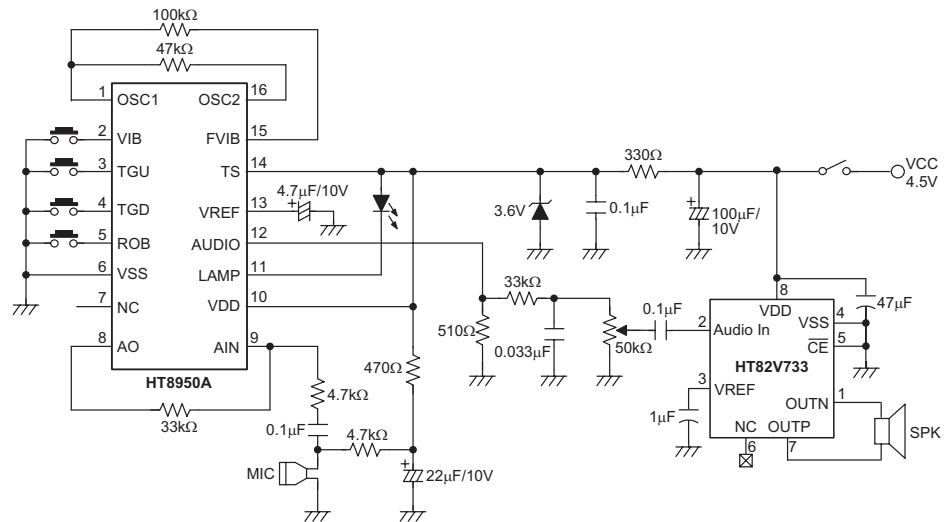 100kΩ
47kΩ
1 OSC1 OSC2 16
2 VIB FVIB 15
3 TGU TS 14
4 TGD VREF 13
5 ROB AUDIO 12
6 VSS LAMP 11
7 NC VDD 10
8 AO AIN 9
HT8950A
33kΩ
4.7μF/10V
+
3.6V
0.1μF
330Ω
+
100μF/
10V
VCC
4.5V
510Ω
33kΩ
0.033μF
50kΩ
0.1μF
470Ω
4.7kΩ
0.1μF
4.7kΩ
MIC
+
22μF/10V
8
VDD
47μF
2 Audio In
VSS 4
CE 5
HT82V733
3 VREF
1μF
OUTN 1
NC OUTP
6 7
SPK